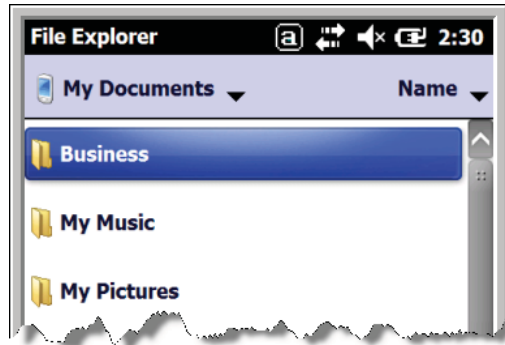 File Explorer a 2:30
My Documents Name
Business
My Music
My Pictures